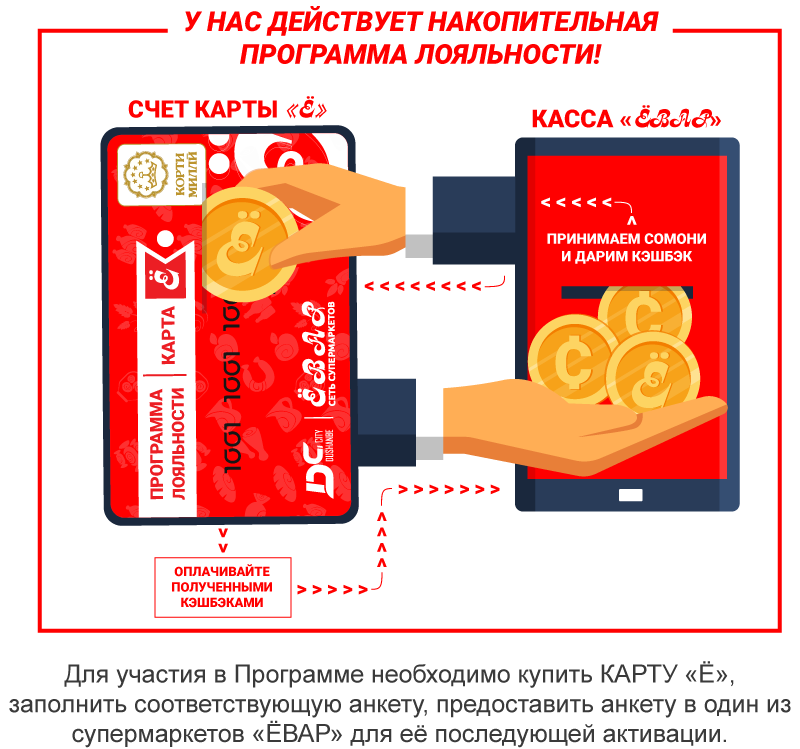 У НАС ДЕЙСТВУЕТ НАКОПИТЕЛЬНАЯ
ПРОГРАММА ЛОЯЛЬНОСТИ!
СЧЕТ КАРТЫ «Ё»
КАССА «ЁВАР»
КОРТИ
МИЛЛӢ
Ё
КАРТА
ПРОГРАММА
ЛОЯЛЬНОСТИ
1001 1001 10
DC CITY
DUSHANBE
ЁВАР
СЕТЬ СУПЕРМАРКЕТОВ
Ё
ПРИНИМАЕМ СОМОНИ
И ДАРИМ КЭШБЭК
Ё
ОПЛАЧИВАЙТЕ
ПОЛУЧЕННЫМИ
КЭШБЭКАМИ
Для участия в Программе необходимо купить КАРТУ «Ё»,
заполнить соответствующую анкету, предоставить анкету в один из
супермаркетов «ЁВАР» для её последующей активации.